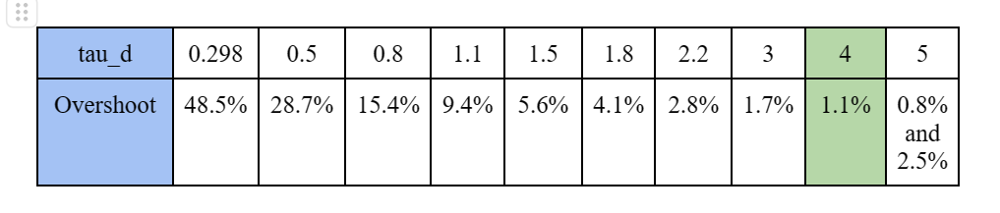 tau_d 0.298 0.5 0.8 1.1 1.5 1.8 2.2 3 4 5
Overshoot 48.5% 28.7% 15.4% 9.4% 5.6% 4.1% 2.8% 1.7% 1.1% 0.8%
and
2.5%